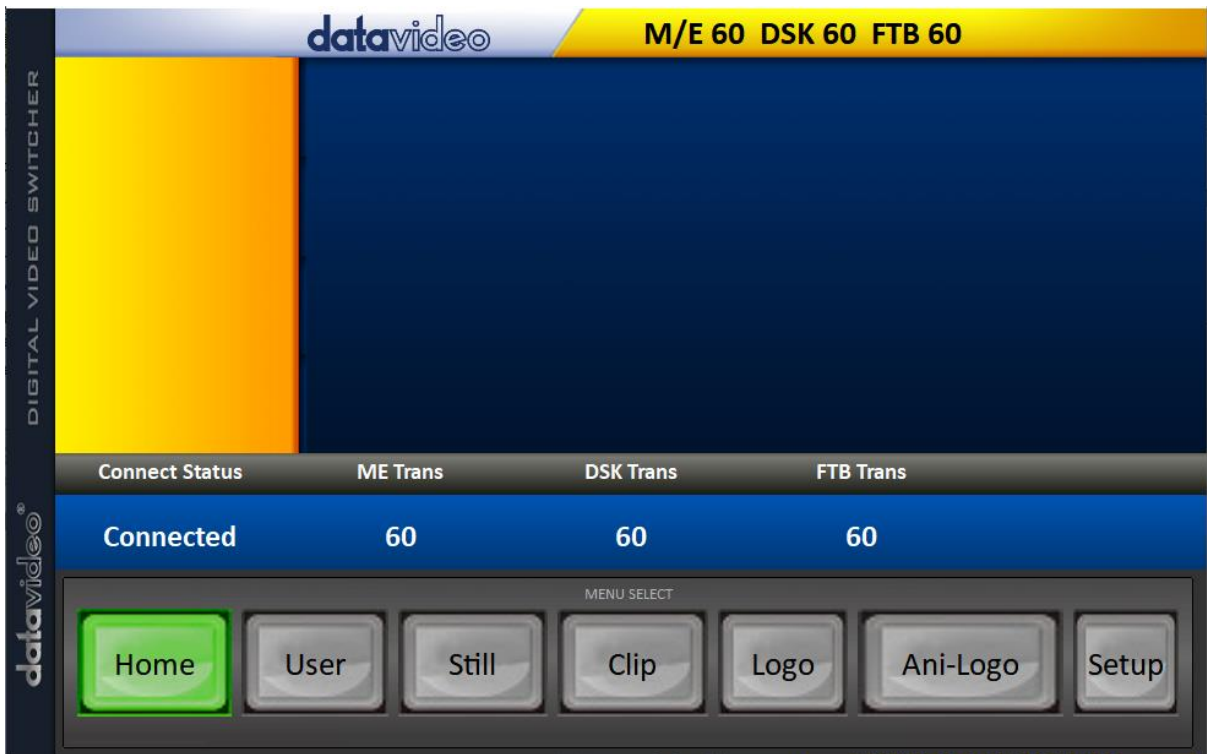 datavideo M/E 60 DSK 60 FTB 60
DIGITAL VIDEO SWITCHER
datavideo®
Connect Status ME Trans DSK Trans FTB Trans
Connected 60 60 60
MENU SELECT
Home User Still Clip Logo Ani-Logo Setup